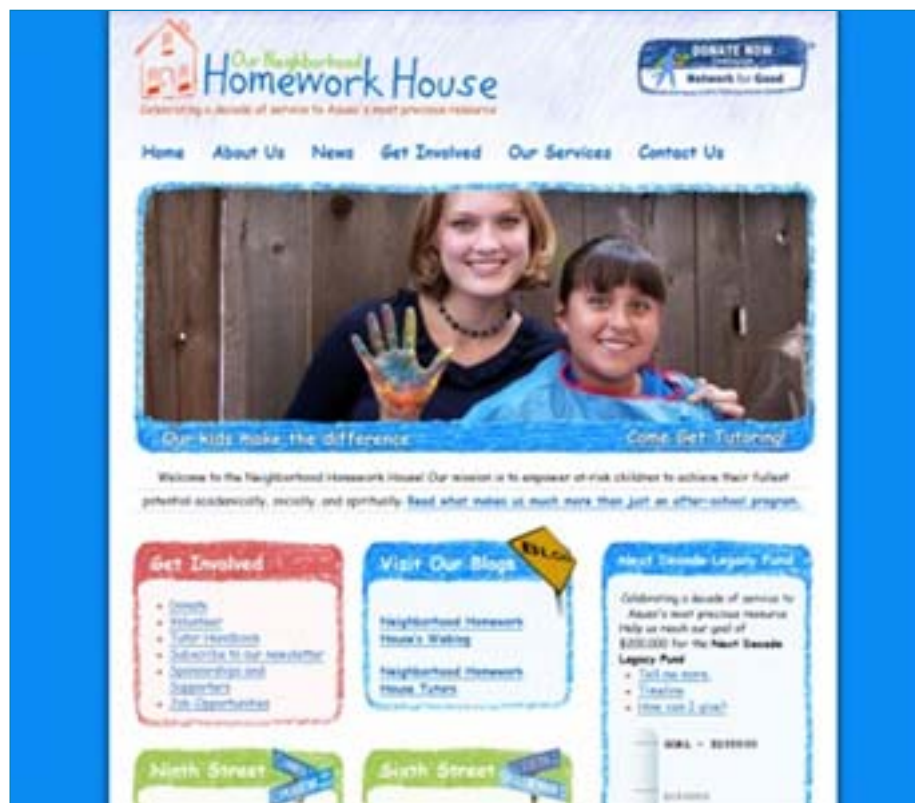 Our Neighborhood
Homework House
Celebrating a decade of service to Azusa's most precious resource
DONATE NOW
THROUGH
Network for Good
Home About Us News Get Involved Our Services Contact Us
Our kids make the difference Come Get Tutoring!
Welcome to the Neighborhood Homework House! Our mission is to empower at-risk children to achieve their fullest
potential academically, socially, and spiritually. Read what makes us much more than just an after-school program.
Get Involved
Donate
Volunteer
Tutor Handbook
Subscribe to our newsletter
Sponsorships and
Supporters
Job Opportunities
Visit Our Blogs
BLOG
Neighborhood Homework
House's Weblog
Neighborhood Homework
House Tutors
Next Decade Legacy Fund
Celebrating a decade of service to
Azusa's most precious resource
Help us reach our goal of
$200,000 for the Next Decade
Legacy Fund
Tell me more.
Timeline
How can I give?
GOAL - $200000
Ninth Street
Sixth Street